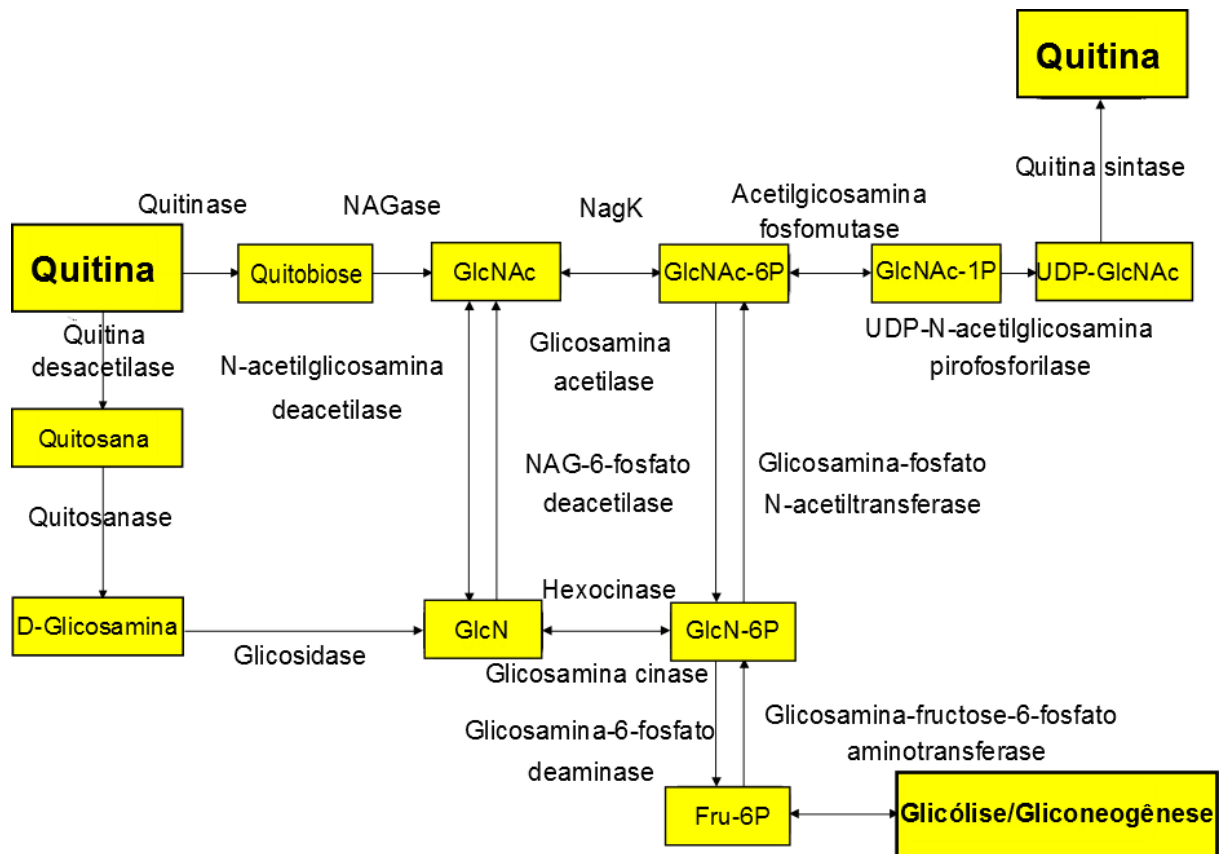 Quitina
Quitina sintase
Quitinase
NAGase
NagK
Acetilgicosamina
fosfomutase
Quitina
Quitobiose
GlcNAc
GlcNAc-6P
GlcNAc-1P
UDP-GlcNAc
Quitina
desacetilase
N-acetilglicosamina
deacetilase
Glicosamina
acetilase
UDP-N-acetilglicosamina
pirofosforilase
Quitosana
NAG-6-fosfato
deacetilase
Glicosamina-fosfato
N-acetiltransferase
Quitosanase
Hexocinase
D-Glicosamina
GlcN
GlcN-6P
Glicosidase
Glicosamina cinase
Glicosamina-6-fosfato
deaminase
Glicosamina-fructose-6-fosfato
aminotransferase
Fru-6P
Glicólise/Gliconeogênese